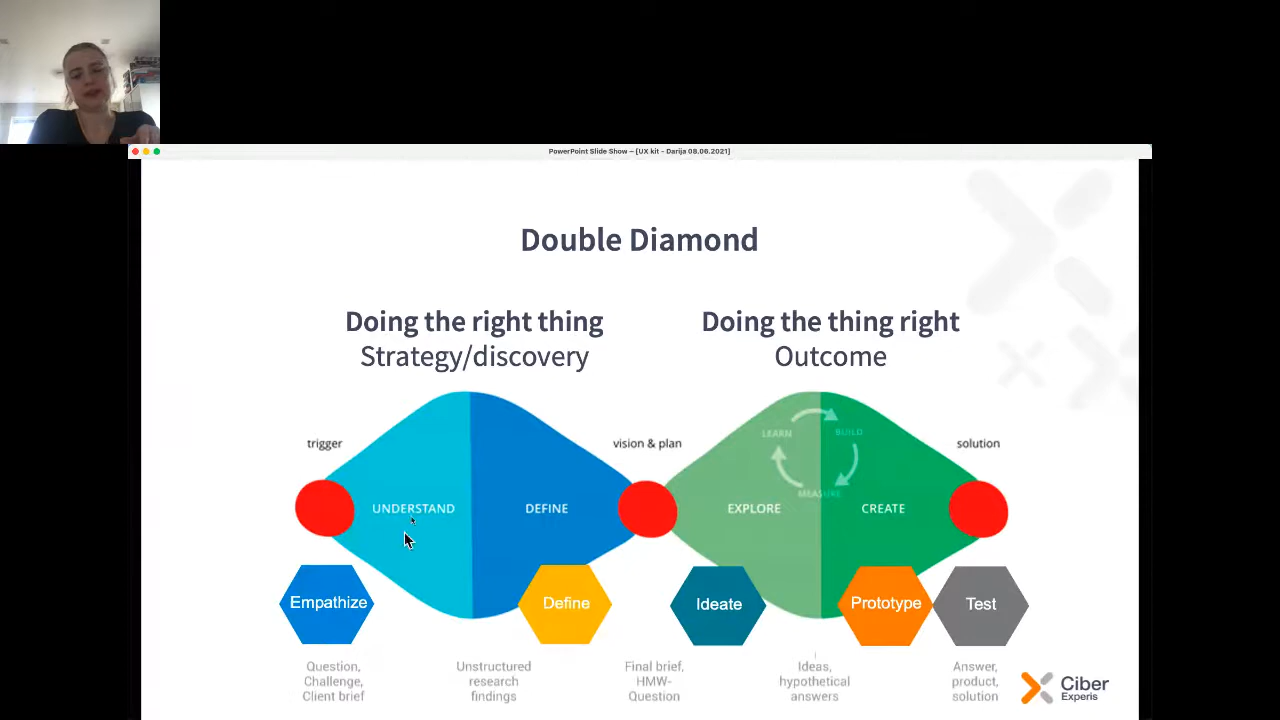 PowerPoint Slide Show – [UX kit - Darija 08.06.2021]
Double Diamond
Doing the right thing
Strategy/discovery
Doing the thing right
Outcome
trigger
vision & plan
solution
LEARN
BUILD
MEASURE
UNDERSTAND
DEFINE
EXPLORE
CREATE
Empathize
Define
Ideate
Prototype
Test
Question,
Challenge,
Client brief
Unstructured
research
findings
Final brief,
HMW-
Question
Ideas,
hypothetical
answers
Answer,
product,
solution
Ciber
Experis